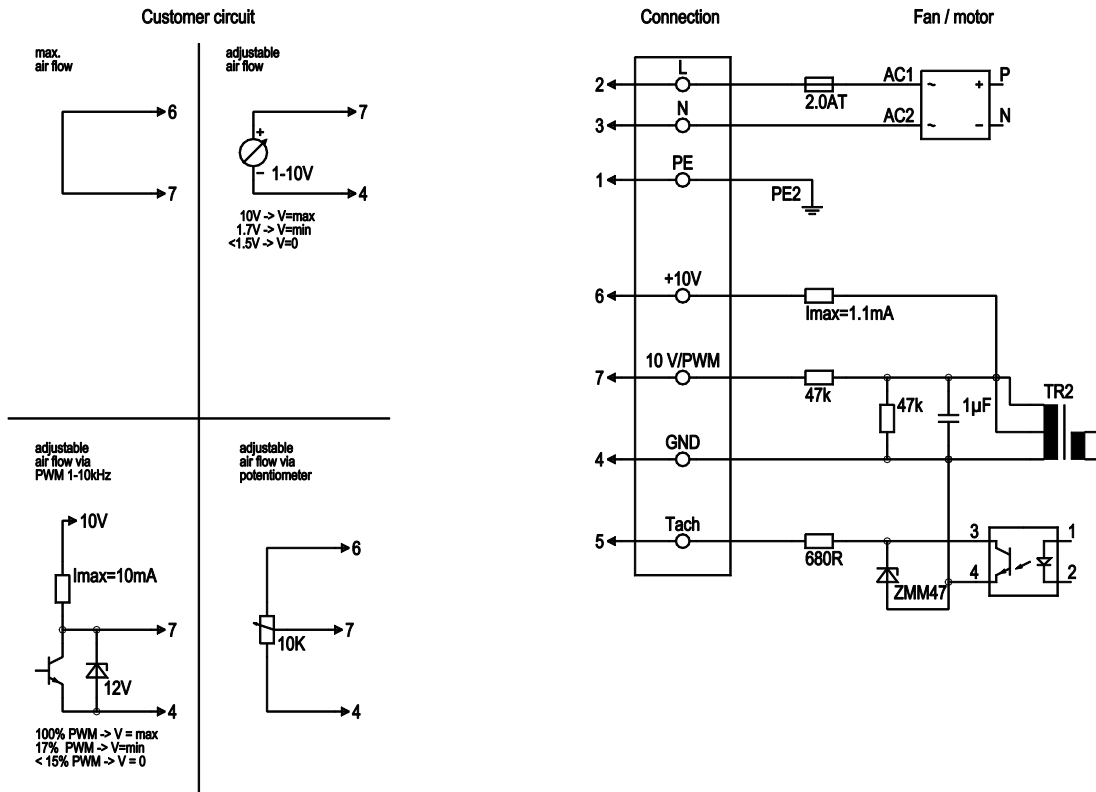 Customer circuit
Connection
Fan / motor
max.
air flow
6
7
adjustable
air flow
7
+
1-10V
–
4
10V -> V=max
1.7V -> V=min
<1.5V -> V=0
adjustable
air flow via
PWM 1-10kHz
10V
Imax=10mA
7
12V
4
100% PWM -> V = max
17% PWM -> V=min
< 15% PWM -> V = 0
adjustable
air flow via
potentiometer
6
7
10K
4
2
L
2.0AT
AC1
~
+
P
3
N
AC2
~
–
N
1
PE
PE2
6
+10V
Imax=1.1mA
7
10 V/PWM
47k
47k
1µF
TR2
4
GND
5
Tach
680R
ZMM47
3
4
1
2